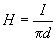 H = I / πd